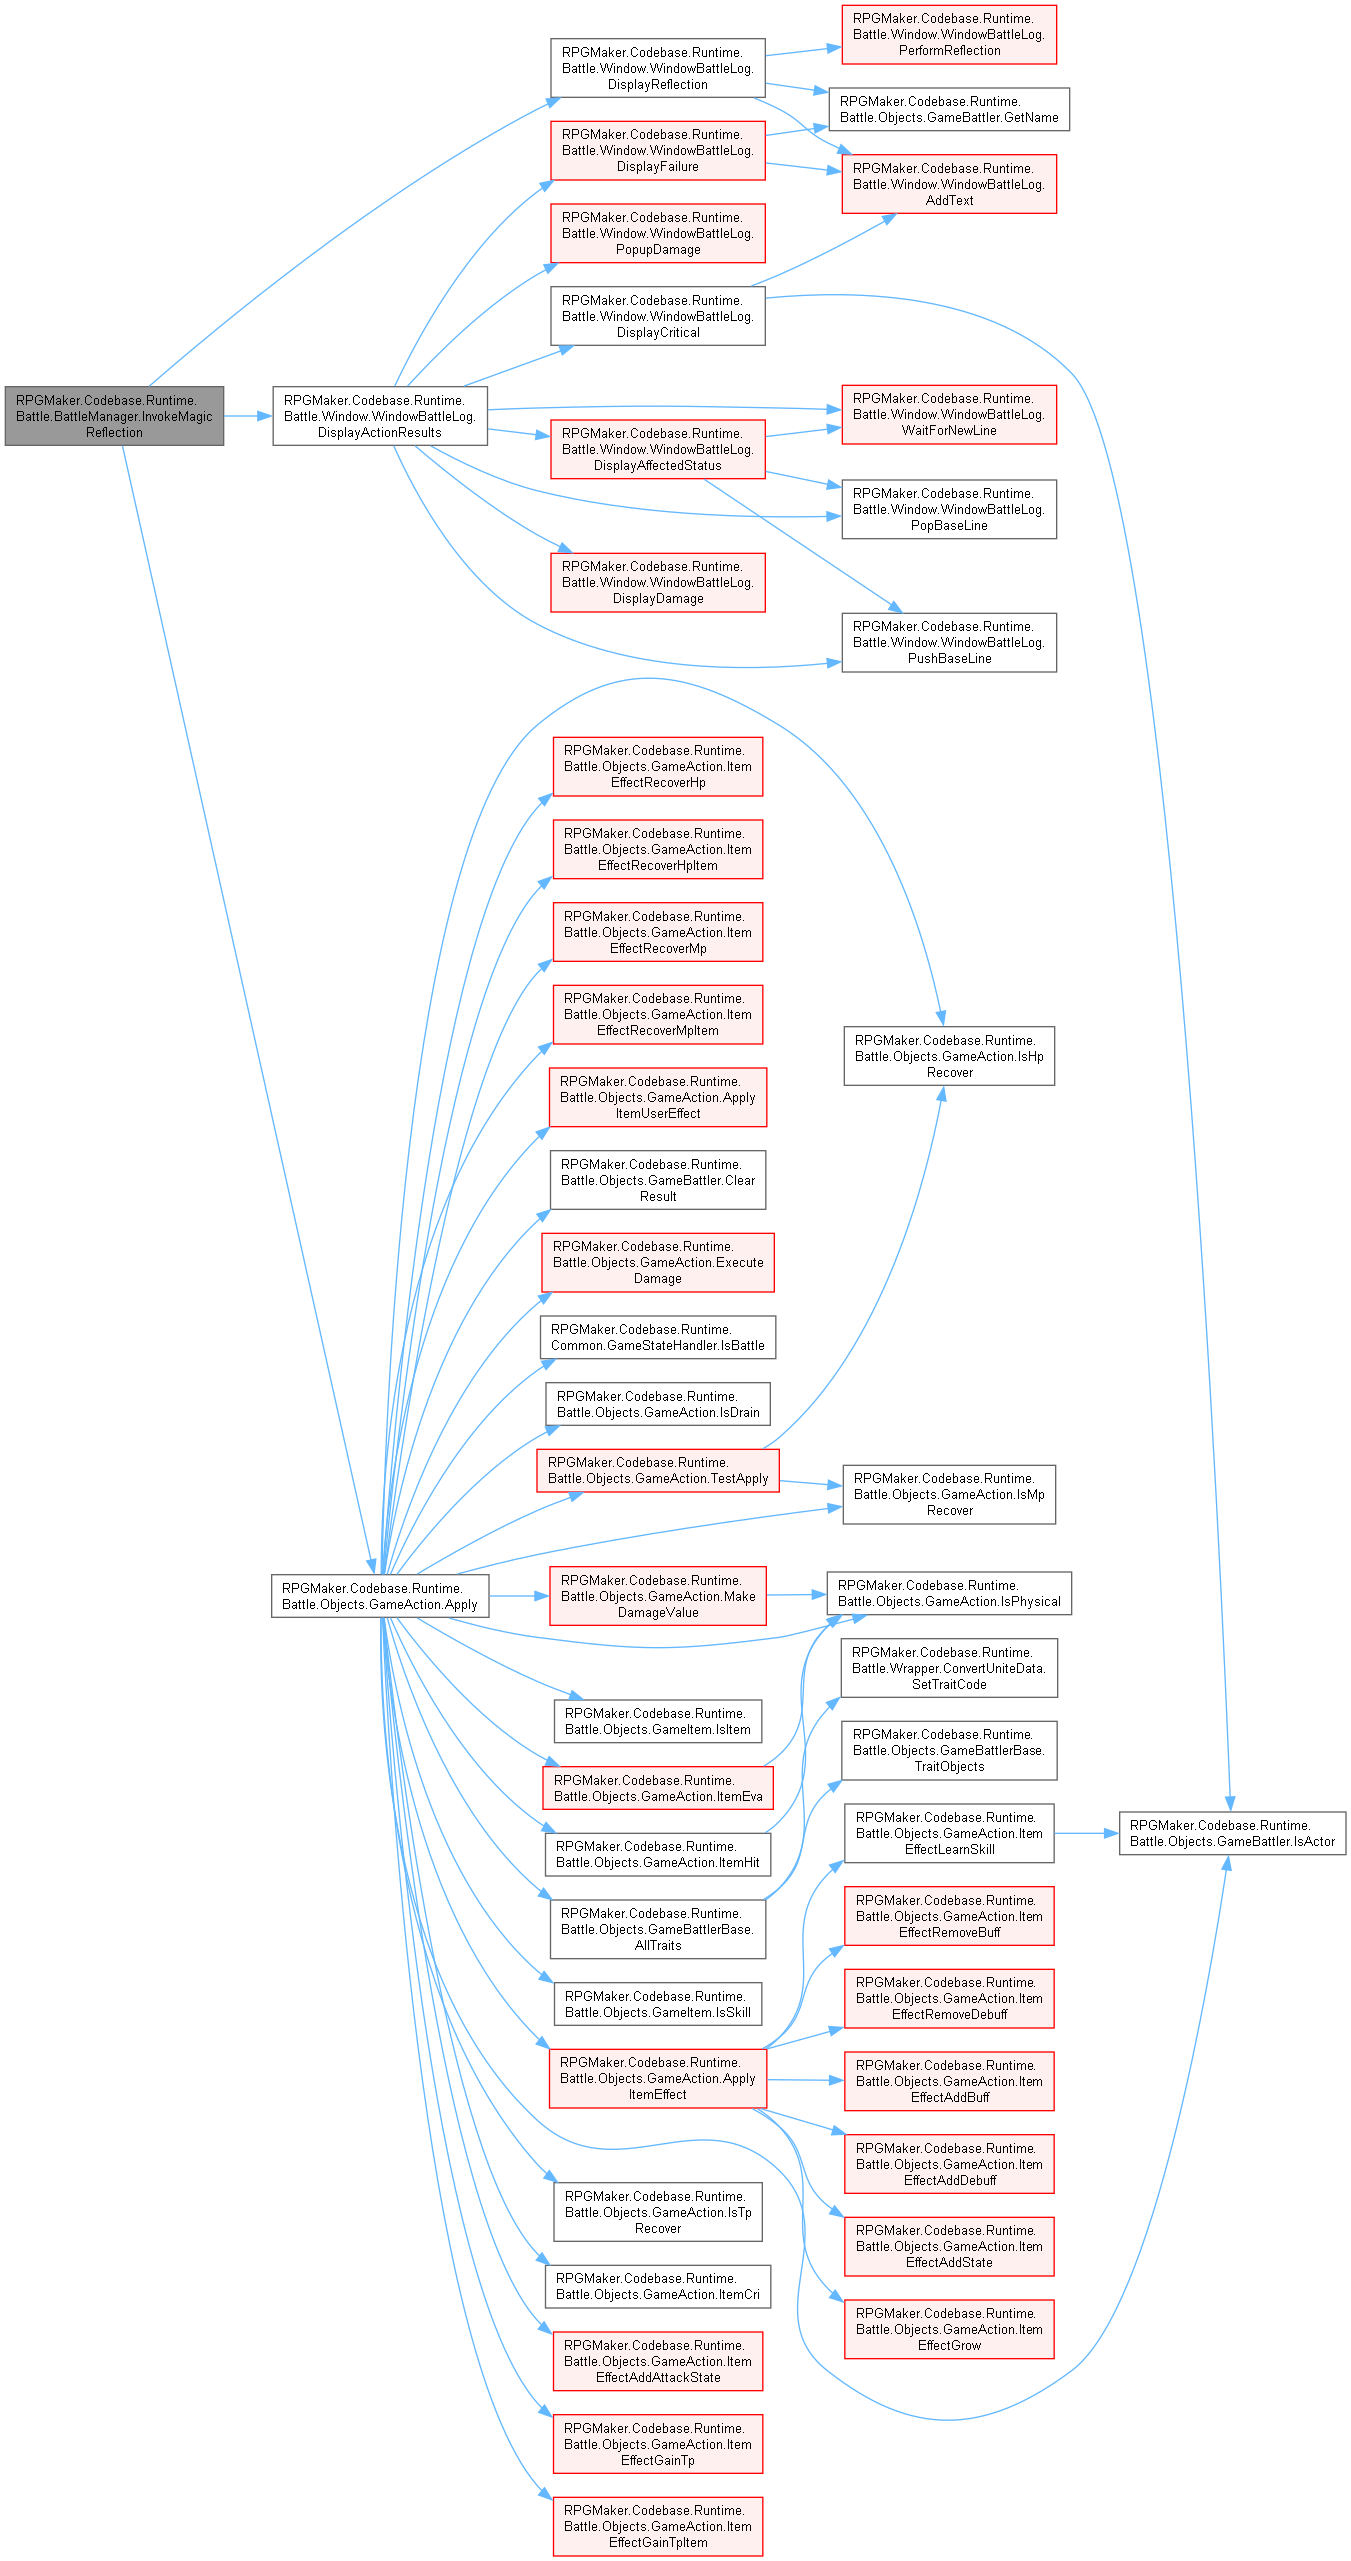 RPGMaker.Codebase.Runtime.
Battle.BattleManager.InvokeMagic
Reflection
RPGMaker.Codebase.Runtime.
Battle.Window.WindowBattleLog.
DisplayReflection
RPGMaker.Codebase.Runtime.
Battle.Window.WindowBattleLog.
PerformReflection
RPGMaker.Codebase.Runtime.
Battle.Objects.GameBattler.GetName
RPGMaker.Codebase.Runtime.
Battle.Window.WindowBattleLog.
AddText
RPGMaker.Codebase.Runtime.
Battle.Window.WindowBattleLog.
DisplayActionResults
RPGMaker.Codebase.Runtime.
Battle.Window.WindowBattleLog.
DisplayFailure
RPGMaker.Codebase.Runtime.
Battle.Window.WindowBattleLog.
PopupDamage
RPGMaker.Codebase.Runtime.
Battle.Window.WindowBattleLog.
DisplayCritical
RPGMaker.Codebase.Runtime.
Battle.Window.WindowBattleLog.
DisplayAffectedStatus
RPGMaker.Codebase.Runtime.
Battle.Window.WindowBattleLog.
DisplayDamage
RPGMaker.Codebase.Runtime.
Battle.Window.WindowBattleLog.
WaitForNewLine
RPGMaker.Codebase.Runtime.
Battle.Window.WindowBattleLog.
PopBaseLine
RPGMaker.Codebase.Runtime.
Battle.Window.WindowBattleLog.
PushBaseLine
RPGMaker.Codebase.Runtime.
Battle.Objects.GameAction.Apply
RPGMaker.Codebase.Runtime.
Battle.Objects.GameAction.Item
EffectRecoverHp
RPGMaker.Codebase.Runtime.
Battle.Objects.GameAction.Item
EffectRecoverHpItem
RPGMaker.Codebase.Runtime.
Battle.Objects.GameAction.Item
EffectRecoverMp
RPGMaker.Codebase.Runtime.
Battle.Objects.GameAction.Item
EffectRecoverMpItem
RPGMaker.Codebase.Runtime.
Battle.Objects.GameAction.Apply
ItemUserEffect
RPGMaker.Codebase.Runtime.
Battle.Objects.GameBattler.Clear
Result
RPGMaker.Codebase.Runtime.
Battle.Objects.GameAction.Execute
Damage
RPGMaker.Codebase.Runtime.
Common.GameStateHandler.IsBattle
RPGMaker.Codebase.Runtime.
Battle.Objects.GameAction.IsDrain
RPGMaker.Codebase.Runtime.
Battle.Objects.GameAction.TestApply
RPGMaker.Codebase.Runtime.
Battle.Objects.GameAction.Make
DamageValue
RPGMaker.Codebase.Runtime.
Battle.Objects.GameItem.IsItem
RPGMaker.Codebase.Runtime.
Battle.Objects.GameAction.ItemEva
RPGMaker.Codebase.Runtime.
Battle.Objects.GameAction.ItemHit
RPGMaker.Codebase.Runtime.
Battle.Objects.GameBattlerBase.
AllTraits
RPGMaker.Codebase.Runtime.
Battle.Objects.GameItem.IsSkill
RPGMaker.Codebase.Runtime.
Battle.Objects.GameAction.Apply
ItemEffect
RPGMaker.Codebase.Runtime.
Battle.Objects.GameAction.IsTp
Recover
RPGMaker.Codebase.Runtime.
Battle.Objects.GameAction.ItemCri
RPGMaker.Codebase.Runtime.
Battle.Objects.GameAction.Item
EffectAddAttackState
RPGMaker.Codebase.Runtime.
Battle.Objects.GameAction.Item
EffectGainTp
RPGMaker.Codebase.Runtime.
Battle.Objects.GameAction.Item
EffectGainTpItem
RPGMaker.Codebase.Runtime.
Battle.Objects.GameAction.IsHp
Recover
RPGMaker.Codebase.Runtime.
Battle.Objects.GameAction.IsMp
Recover
RPGMaker.Codebase.Runtime.
Battle.Objects.GameAction.IsPhysical
RPGMaker.Codebase.Runtime.
Battle.Wrapper.ConvertUniteData.
SetTraitCode
RPGMaker.Codebase.Runtime.
Battle.Objects.GameBattlerBase.
TraitObjects
RPGMaker.Codebase.Runtime.
Battle.Objects.GameAction.Item
EffectLearnSkill
RPGMaker.Codebase.Runtime.
Battle.Objects.GameAction.Item
EffectRemoveBuff
RPGMaker.Codebase.Runtime.
Battle.Objects.GameAction.Item
EffectRemoveDebuff
RPGMaker.Codebase.Runtime.
Battle.Objects.GameAction.Item
EffectAddBuff
RPGMaker.Codebase.Runtime.
Battle.Objects.GameAction.Item
EffectAddDebuff
RPGMaker.Codebase.Runtime.
Battle.Objects.GameAction.Item
EffectAddState
RPGMaker.Codebase.Runtime.
Battle.Objects.GameAction.Item
EffectGrow
RPGMaker.Codebase.Runtime.
Battle.Objects.GameBattler.IsActor